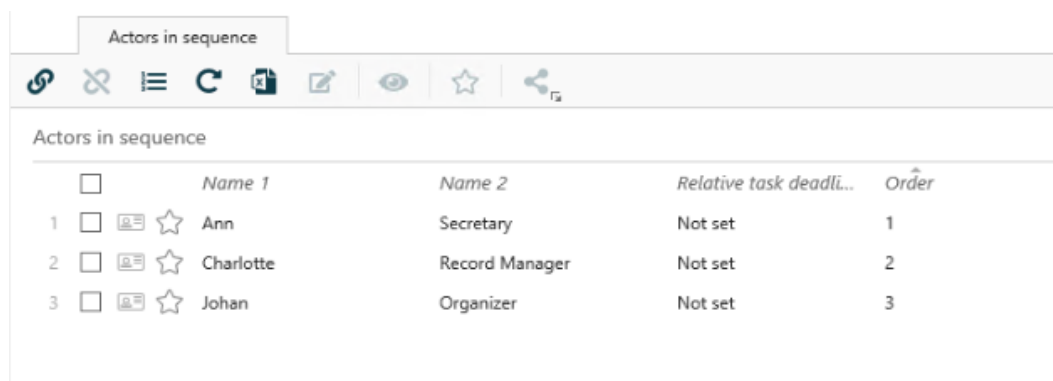 Actors in sequence
Actors in sequence
Name 1 Name 2 Relative task deadli... Order
1 Ann Secretary Not set 1
2 Charlotte Record Manager Not set 2
3 Johan Organizer Not set 3